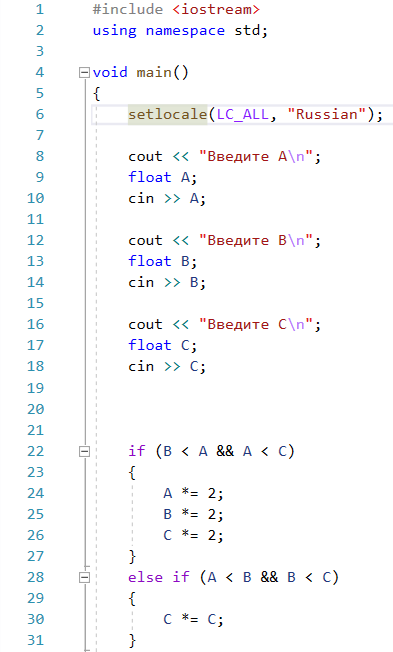 1 #include <iostream>
2 using namespace std;
3
4 void main()
5 {
6 setlocale(LC_ALL, "Russian");
7
8 cout << "Введите A\n";
9 float A;
10 cin >> A;
11
12 cout << "Введите B\n";
13 float B;
14 cin >> B;
15
16 cout << "Введите C\n";
17 float C;
18 cin >> C;
19
20
21
22 if (B < A && A < C)
23 {
24 A *= 2;
25 B *= 2;
26 C *= 2;
27 }
28 else if (A < B && B < C)
29 {
30 C *= C;
31 }